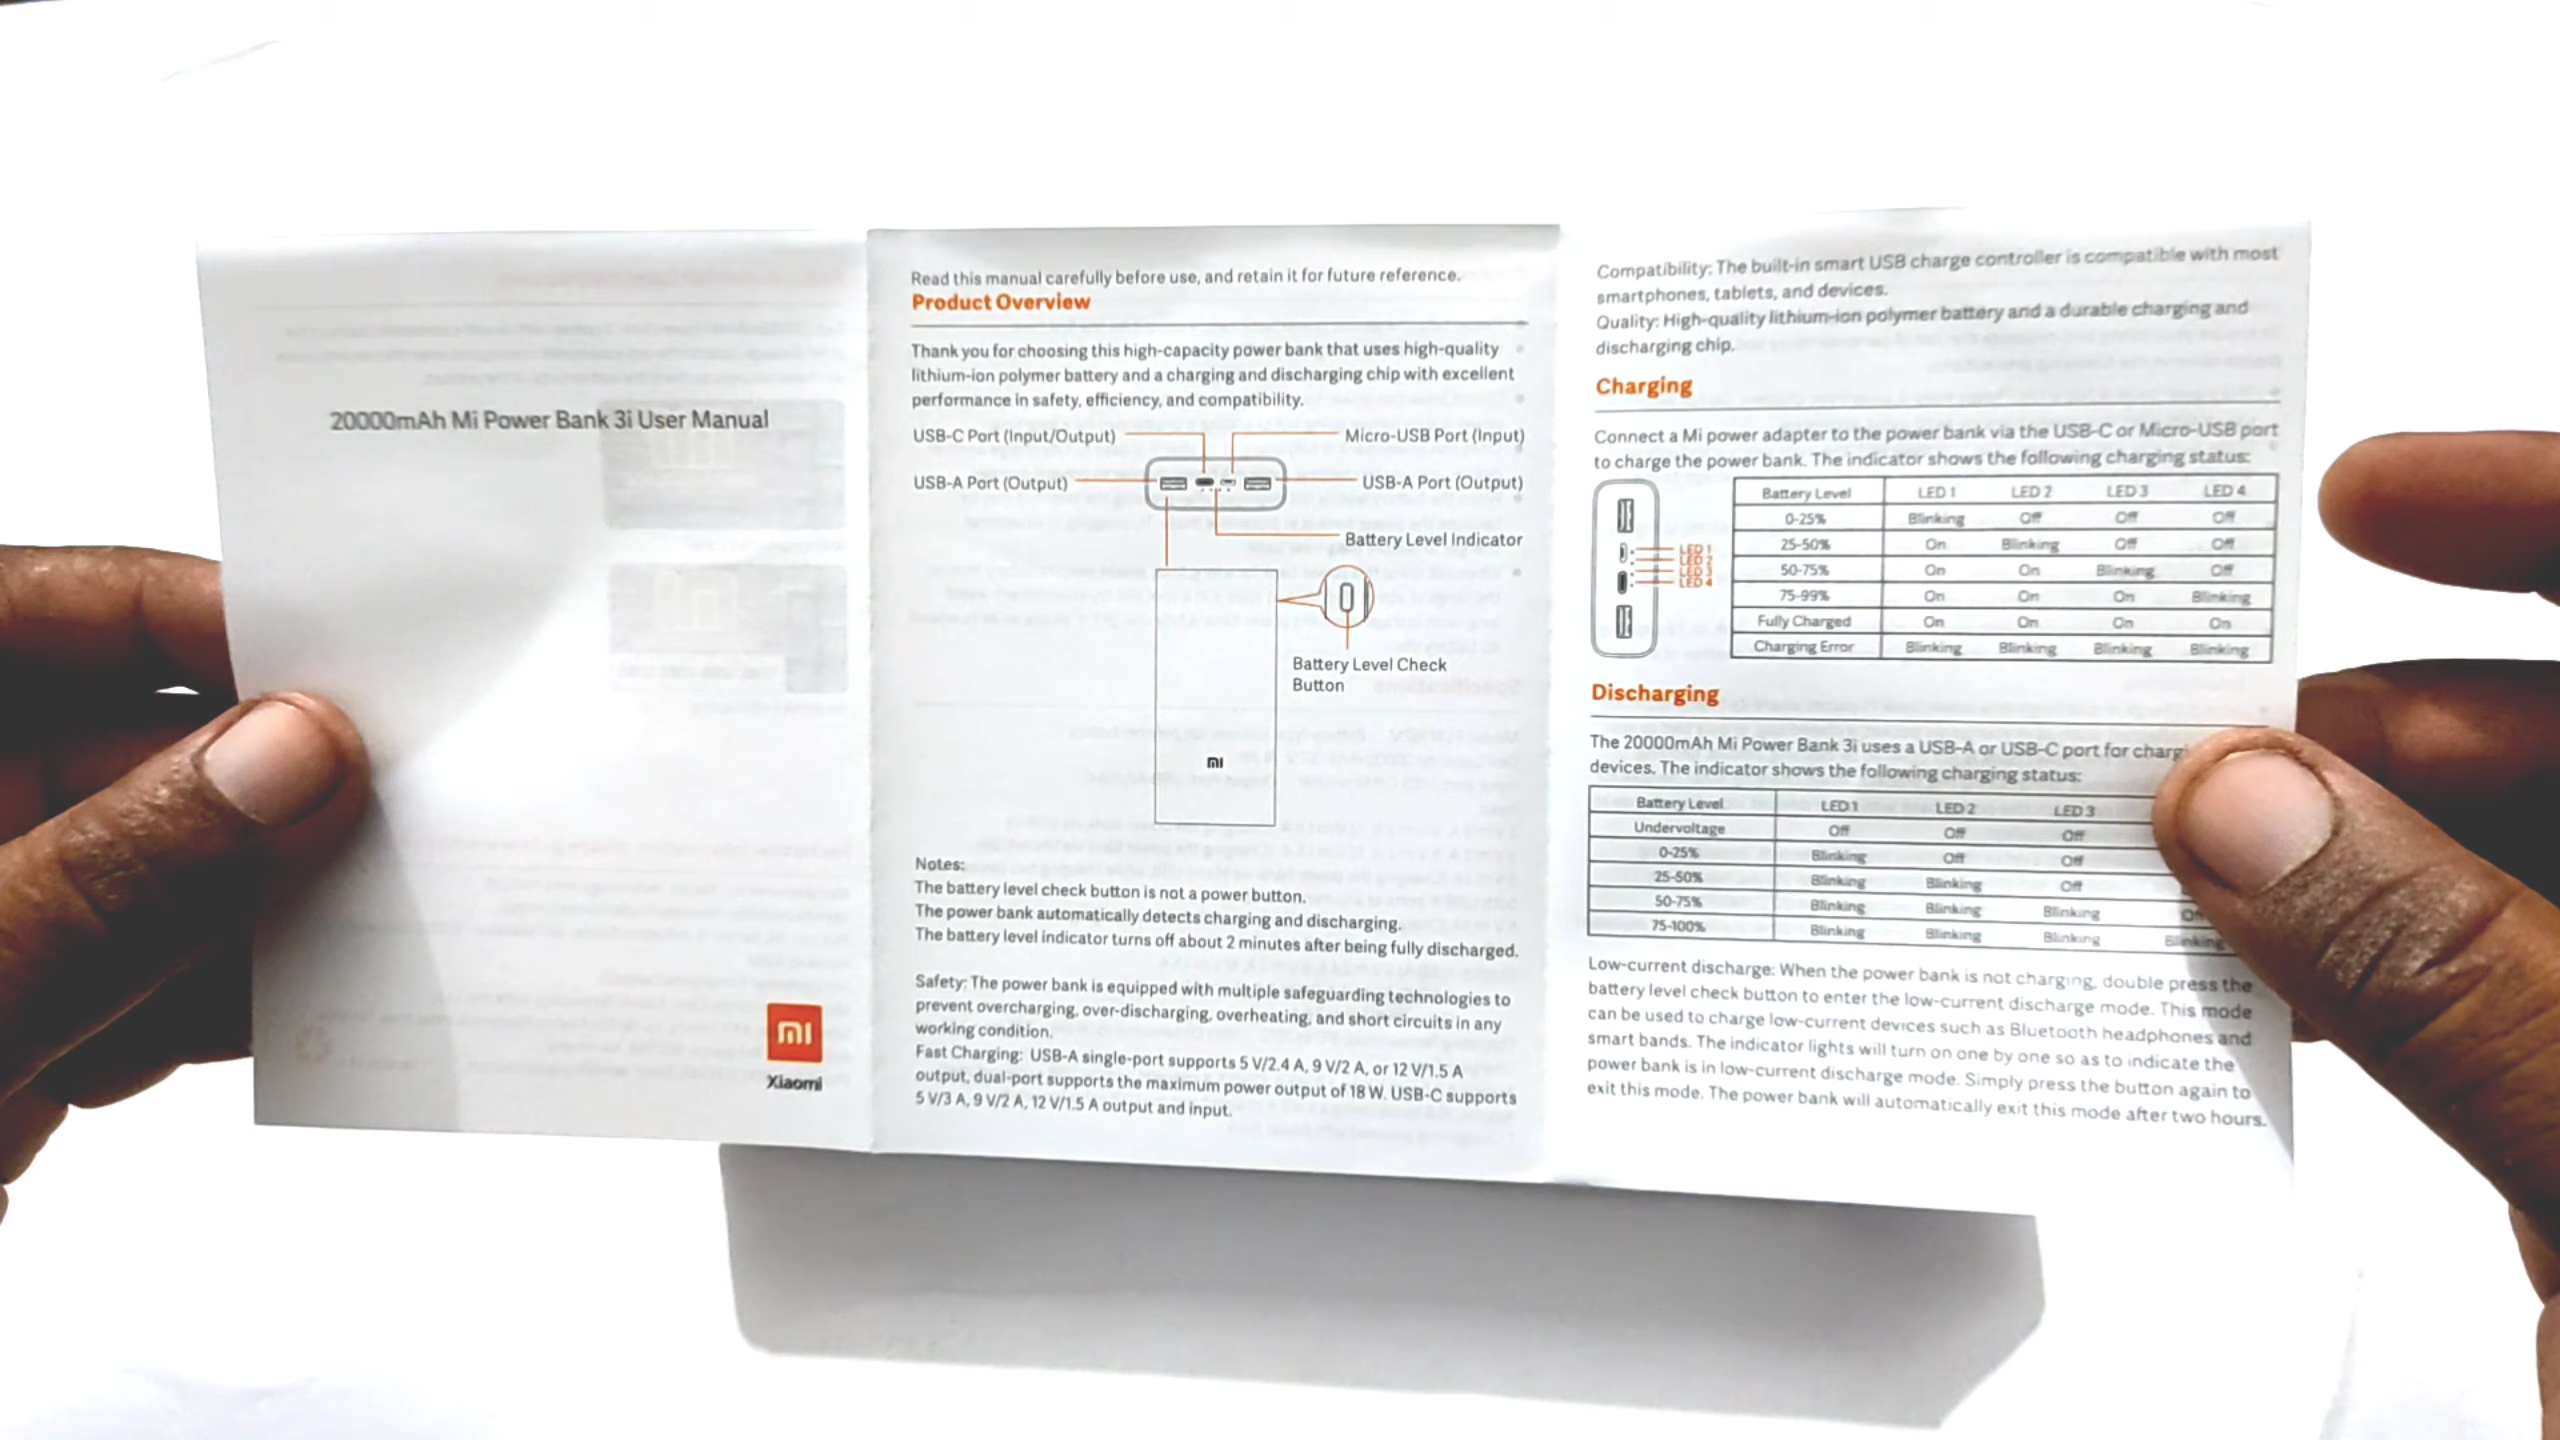 20000mAh Mi Power Bank 3i User Manual
mi
Xiaomi
Read this manual carefully before use, and retain it for future reference.
Product Overview
Thank you for choosing this high-capacity power bank that uses high-quality
lithium-ion polymer battery and a charging and discharging chip with excellent
performance in safety, efficiency, and compatibility.
USB-C Port (Input/Output) Micro-USB Port (Input)
USB-A Port (Output) USB-A Port (Output)
Battery Level Indicator
Battery Level Check
Button
mi
Notes:
The battery level check button is not a power button.
The power bank automatically detects charging and discharging.
The battery level indicator turns off about 2 minutes after being fully discharged.
Safety: The power bank is equipped with multiple safeguarding technologies to
prevent overcharging, over-discharging, overheating, and short circuits in any
working condition.
Fast Charging: USB-A single-port supports 5 V/2.4 A, 9 V/2 A, or 12 V/1.5 A
output, dual-port supports the maximum power output of 18 W. USB-C supports
5 V/3 A, 9 V/2 A, 12 V/1.5 A output and input.
Compatibility: The built-in smart USB charge controller is compatible with most
smartphones, tablets, and devices.
Quality: High-quality lithium-ion polymer battery and a durable charging and
discharging chip.
Charging
Connect a Mi power adapter to the power bank via the USB-C or Micro-USB port
to charge the power bank. The indicator shows the following charging status:
LED 1
LED 2
LED 3
LED 4
Battery Level LED 1 LED 2 LED 3 LED 4
0-25% Blinking Off Off Off
25-50% On Blinking Off Off
50-75% On On Blinking Off
75-99% On On On Blinking
Fully Charged On On On On
Charging Error Blinking Blinking Blinking Blinking
Discharging
The 20000mAh Mi Power Bank 3i uses a USB-A or USB-C port for charg
devices. The indicator shows the following charging status:
Battery Level LED 1 LED 2 LED 3
Undervoltage Off Off Off
0-25% Blinking Off Off
25-50% Blinking Blinking Off
50-75% Blinking Blinking Blinking Off
75-100% Blinking Blinking Blinking Blinking
Low-current discharge: When the power bank is not charging, double press the
battery level check button to enter the low-current discharge mode. This mode
can be used to charge low-current devices such as Bluetooth headphones and
smart bands. The indicator lights will turn on one by one so as to indicate the
power bank is in low-current discharge mode. Simply press the button again to
exit this mode. The power bank will automatically exit this mode after two hours.